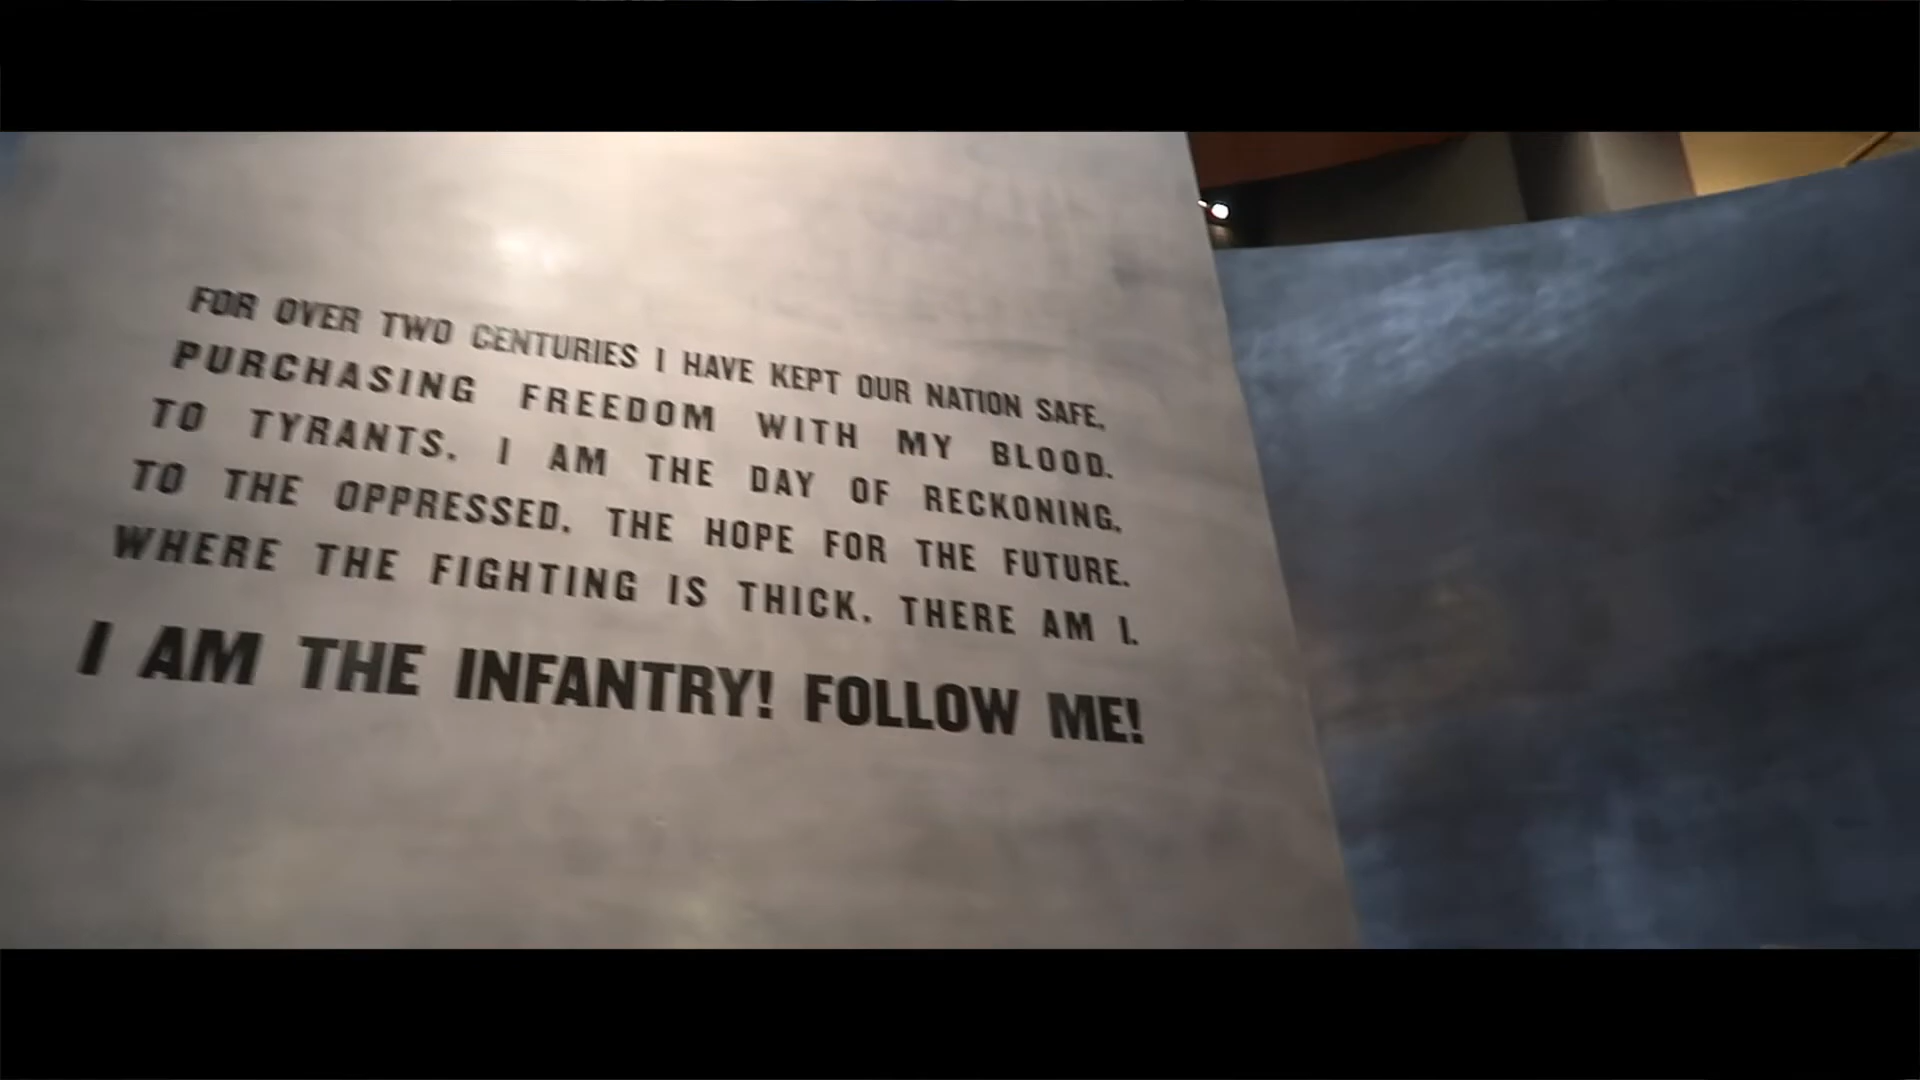 FOR OVER TWO CENTURIES I HAVE KEPT OUR NATION SAFE,
PURCHASING FREEDOM WITH MY BLOOD.
TO TYRANTS, I AM THE DAY OF RECKONING,
TO THE OPPRESSED, THE HOPE FOR THE FUTURE.
WHERE THE FIGHTING IS THICK, THERE AM I.
I AM THE INFANTRY! FOLLOW ME!